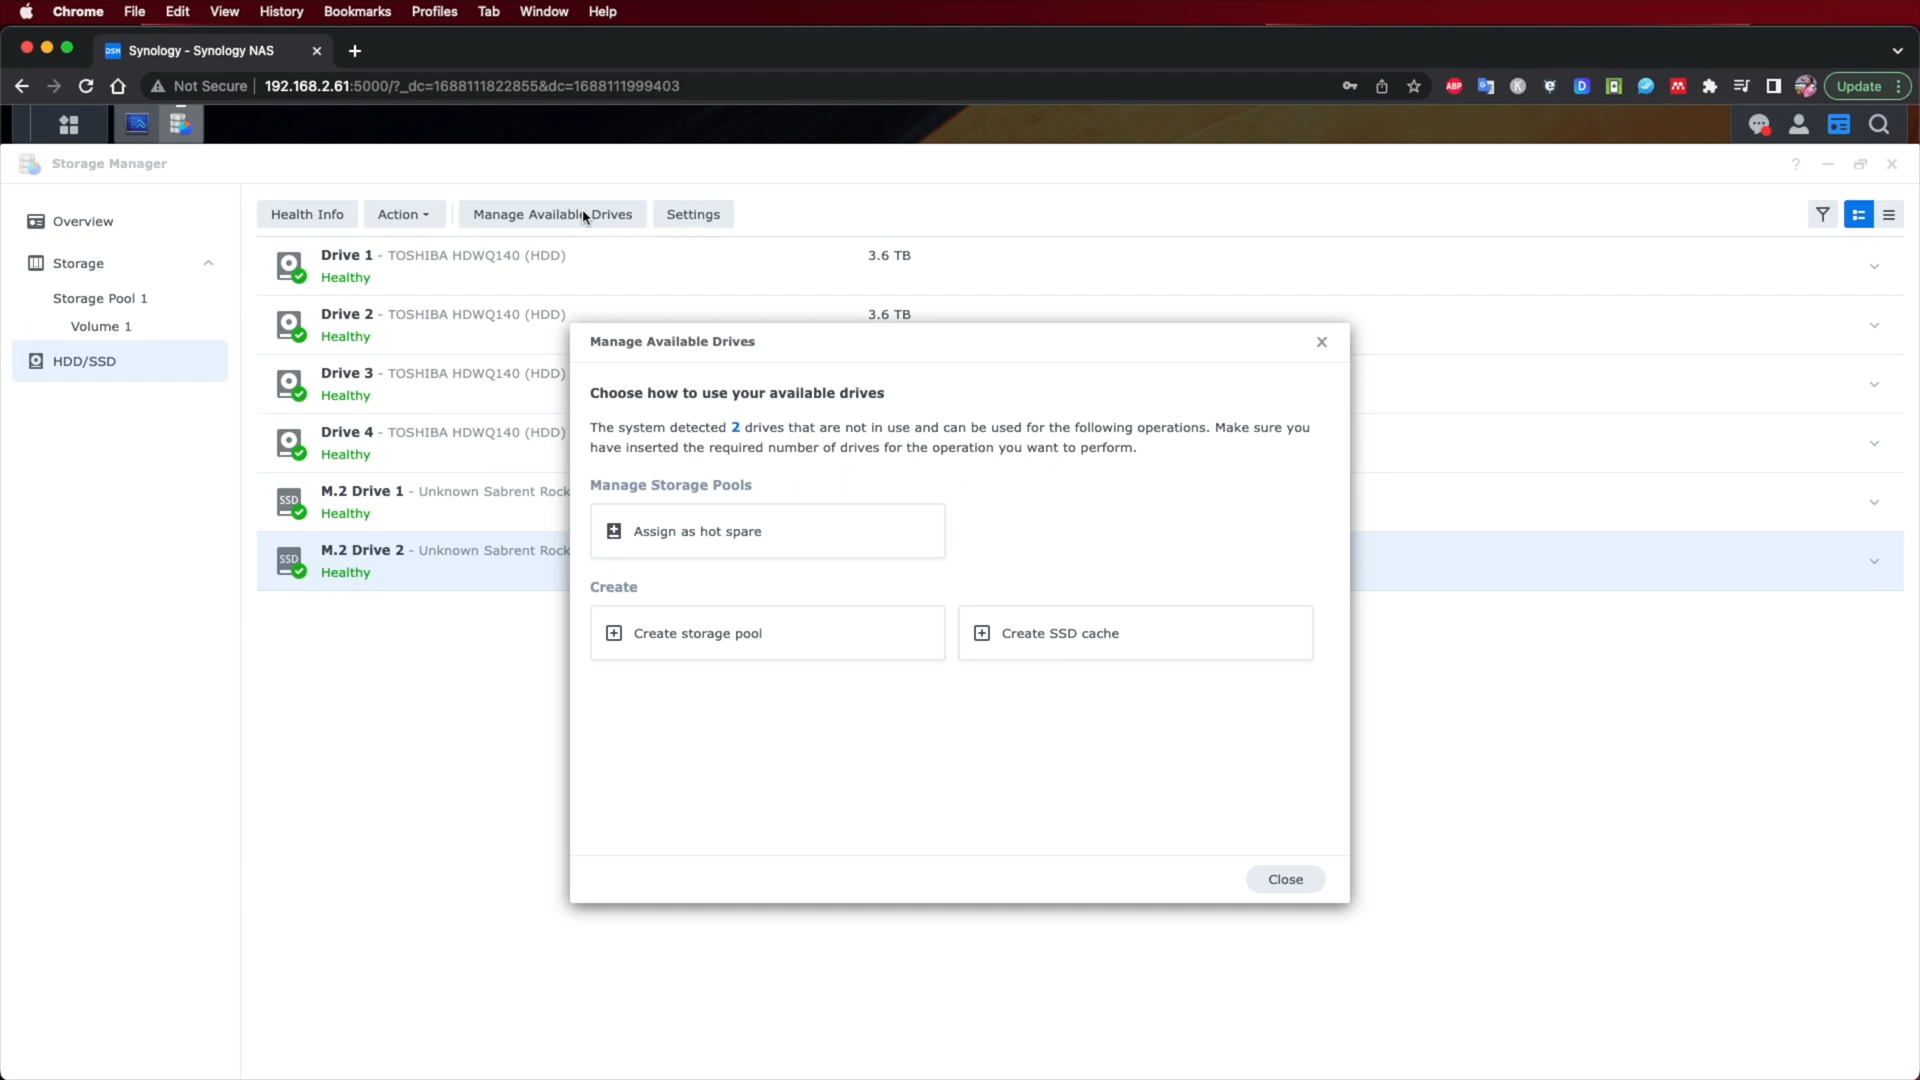 Chrome File Edit View History Bookmarks Profiles Tab Window Help
DSM Synology - Synology NAS
Not Secure 192.168.2.61:5000/?_dc=1688111822855&dc=1688111999403 ABP K D Update
Storage Manager
Overview
Storage
Storage Pool 1
Volume 1
HDD/SSD
Health Info Action Manage Available Drives Settings
Drive 1 - TOSHIBA HDWQ140 (HDD) 3.6 TB
Healthy
Drive 2 - TOSHIBA HDWQ140 (HDD) 3.6 TB
Healthy
Drive 3 - TOSHIBA HDWQ140 (HDD)
Healthy
Drive 4 - TOSHIBA HDWQ140 (HDD)
Healthy
SSD M.2 Drive 1 - Unknown Sabrent Rock
Healthy
SSD M.2 Drive 2 - Unknown Sabrent Rock
Healthy
Manage Available Drives
Choose how to use your available drives
The system detected 2 drives that are not in use and can be used for the following operations. Make sure you
have inserted the required number of drives for the operation you want to perform.
Manage Storage Pools
Assign as hot spare
Create
Create storage pool Create SSD cache
Close